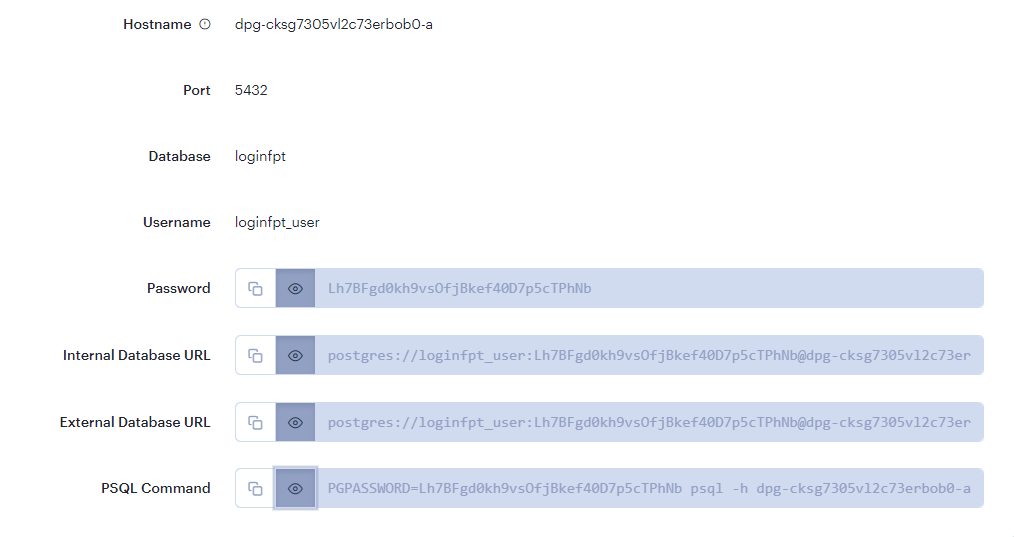 Hostname dpg-cksg7305vl2c73erbob0-a
Port 5432
Database loginfpt
Username loginfpt_user
Password Lh7BFgd0kh9vsOfjBkef40D7p5cTPhNb
Internal Database URL postgres://loginfpt_user:Lh7BFgd0kh9vsOfjBkef40D7p5cTPhNb@dpg-cksg7305vl2c73er
External Database URL postgres://loginfpt_user:Lh7BFgd0kh9vsOfjBkef40D7p5cTPhNb@dpg-cksg7305vl2c73er
PSQL Command PGPASSWORD=Lh7BFgd0kh9vsOfjBkef40D7p5cTPhNb psql -h dpg-cksg7305vl2c73erbob0-a